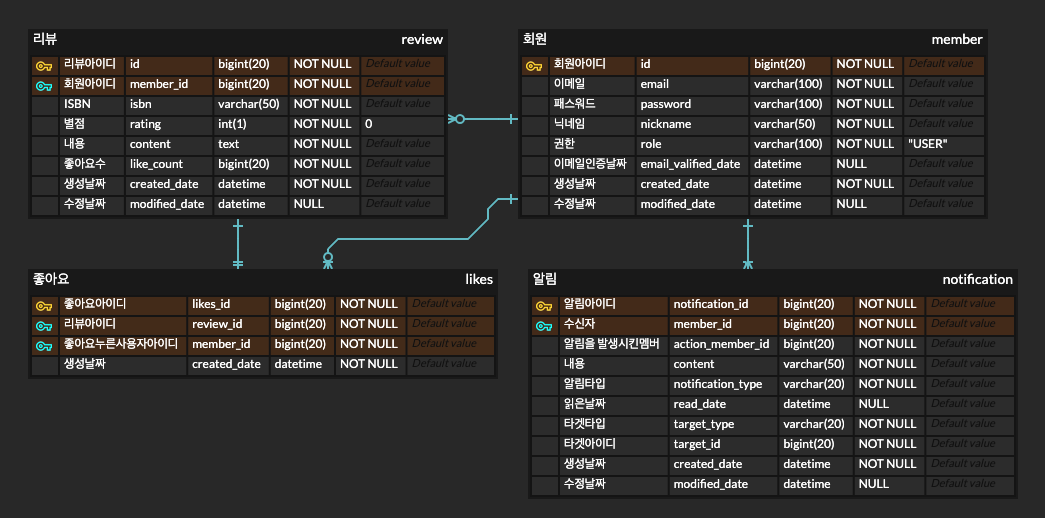 리뷰 review
리뷰아이디 id bigint(20) NOT NULL Default value
회원아이디 member_id bigint(20) NOT NULL Default value
ISBN isbn varchar(50) NOT NULL Default value
별점 rating int(1) NOT NULL 0
내용 content text NOT NULL Default value
좋아요수 like_count bigint(20) NOT NULL Default value
생성날짜 created_date datetime NOT NULL Default value
수정날짜 modified_date datetime NULL Default value
회원 member
회원아이디 id bigint(20) NOT NULL Default value
이메일 email varchar(100) NOT NULL Default value
패스워드 password varchar(100) NOT NULL Default value
닉네임 nickname varchar(50) NOT NULL Default value
권한 role varchar(100) NOT NULL "USER"
이메일인증날짜 email_valified_date datetime NULL Default value
생성날짜 created_date datetime NOT NULL Default value
수정날짜 modified_date datetime NULL Default value
좋아요 likes
좋아요아이디 likes_id bigint(20) NOT NULL Default value
리뷰아이디 review_id bigint(20) NOT NULL Default value
좋아요누른사용자아이디 member_id bigint(20) NOT NULL Default value
생성날짜 created_date datetime NOT NULL Default value
알림 notification
알림아이디 notification_id bigint(20) NOT NULL Default value
수신자 member_id bigint(20) NOT NULL Default value
알림을 발생시킨멤버 action_member_id bigint(20) NOT NULL Default value
내용 content varchar(50) NOT NULL Default value
알림타입 notification_type varchar(20) NOT NULL Default value
읽은날짜 read_date datetime NULL Default value
타겟타입 target_type varchar(20) NOT NULL Default value
타겟아이디 target_id bigint(20) NOT NULL Default value
생성날짜 created_date datetime NOT NULL Default value
수정날짜 modified_date datetime NULL Default value